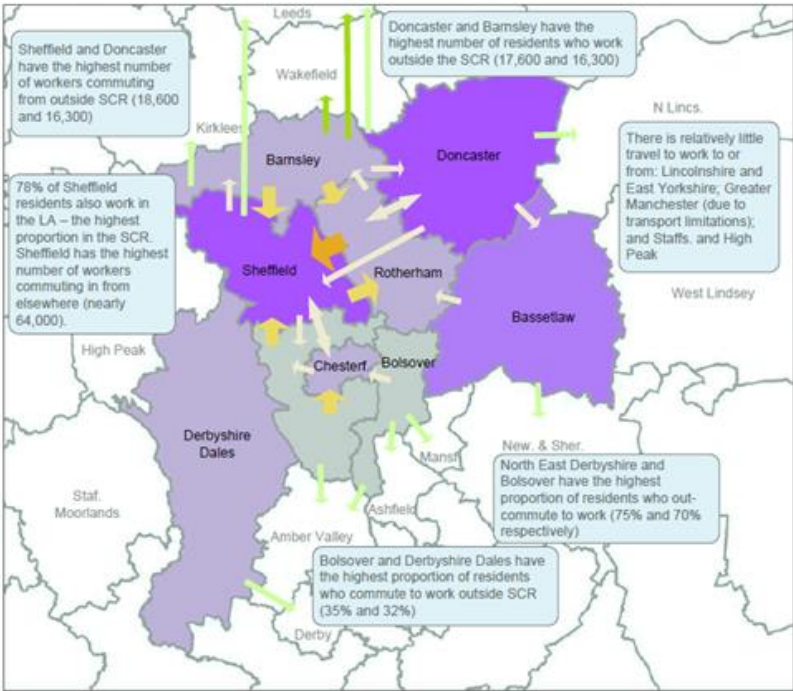 Leeds
Sheffield and Doncaster
have the highest number
of workers commuting
from outside SCR (18,600
and 16,300)
Doncaster and Barnsley have the
highest number of residents who work
outside the SCR (17,600 and 16,300)
Wakefield
Kirklees
N Lincs.
Barnsley
Doncaster
There is relatively little
travel to work to or
from: Lincolnshire and
East Yorkshire; Greater
Manchester (due to
transport limitations);
and Staffs. and High
Peak
78% of Sheffield
residents also work in
the LA – the highest
proportion in the SCR.
Sheffield has the highest
number of workers
commuting in from
elsewhere (nearly
64,000).
Sheffield
Rotherham
West Lindsey
Bassetlaw
High Peak
Chesterf.
Bolsover
Derbyshire
Dales
New. & Sher.
Mansf
North East Derbyshire and
Bolsover have the highest
proportion of residents who out-
commute to work (75% and 70%
respectively)
Staf.
Moorlands
Ashfield
Amber Valley
Bolsover and Derbyshire Dales have
the highest proportion of residents
who commute to work outside SCR
(35% and 32%)
Derby